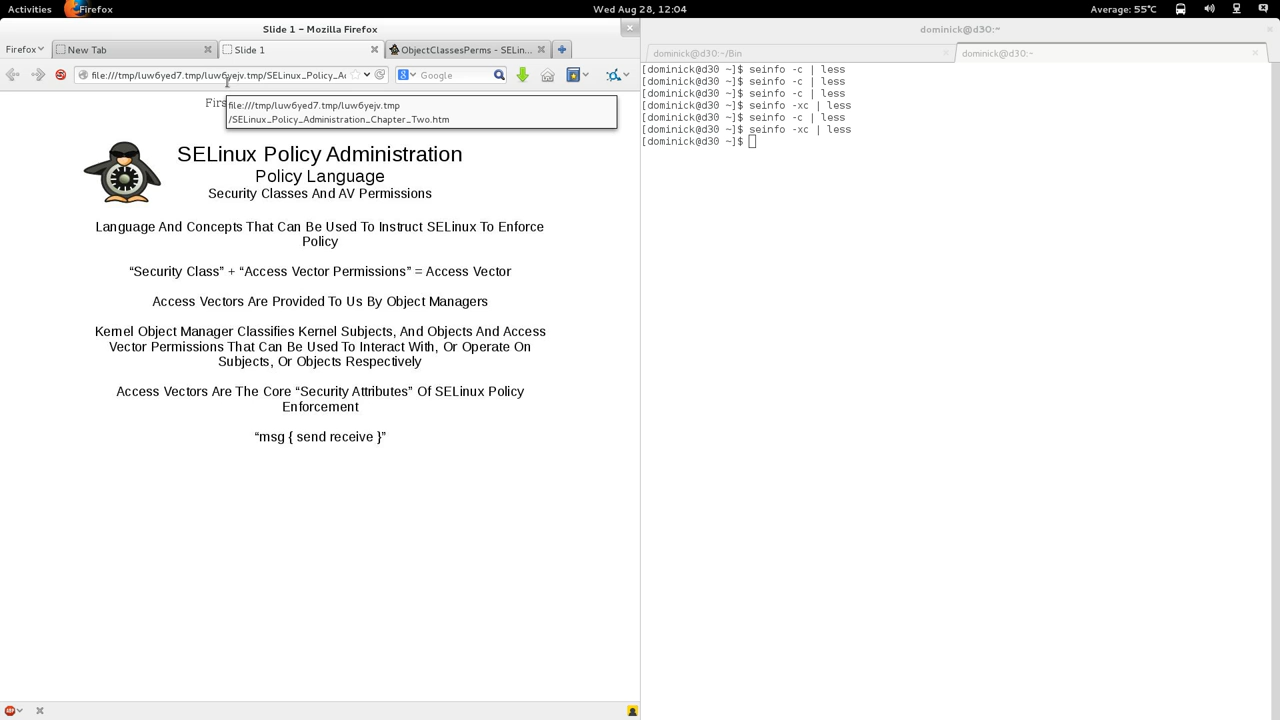 Activities
Firefox
Wed Aug 28, 12:04
Average: 55°C
Slide 1 - Mozilla Firefox
Firefox
New Tab
Slide 1
ObjectClassesPerms - SELin...
file:///tmp/luw6yed7.tmp/luw6yejv.tmp/SELinux_Policy_Ad
Google
Firs
file:///tmp/luw6yed7.tmp/luw6yejv.tmp
/SELinux_Policy_Administration_Chapter_Two.htm
SELinux Policy Administration
Policy Language
Security Classes And AV Permissions
Language And Concepts That Can Be Used To Instruct SELinux To Enforce
Policy
“Security Class” + “Access Vector Permissions” = Access Vector
Access Vectors Are Provided To Us By Object Managers
Kernel Object Manager Classifies Kernel Subjects, And Objects And Access
Vector Permissions That Can Be Used To Interact With, Or Operate On
Subjects, Or Objects Respectively
Access Vectors Are The Core “Security Attributes” Of SELinux Policy
Enforcement
“msg { send receive }”
ABP
dominick@d30:~
dominick@d30:~/Bin
dominick@d30:~
[dominick@d30 ~]$ seinfo -c | less
[dominick@d30 ~]$ seinfo -c | less
[dominick@d30 ~]$ seinfo -c | less
[dominick@d30 ~]$ seinfo -xc | less
[dominick@d30 ~]$ seinfo -c | less
[dominick@d30 ~]$ seinfo -xc | less
[dominick@d30 ~]$